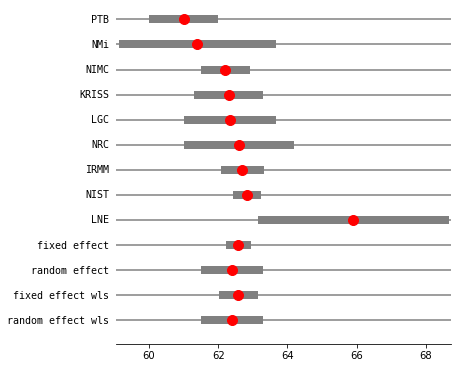 PTB
NMi
NIMC
KRISS
LGC
NRC
IRMM
NIST
LNE
fixed effect
random effect
fixed effect wls
random effect wls
60 62 64 66 68